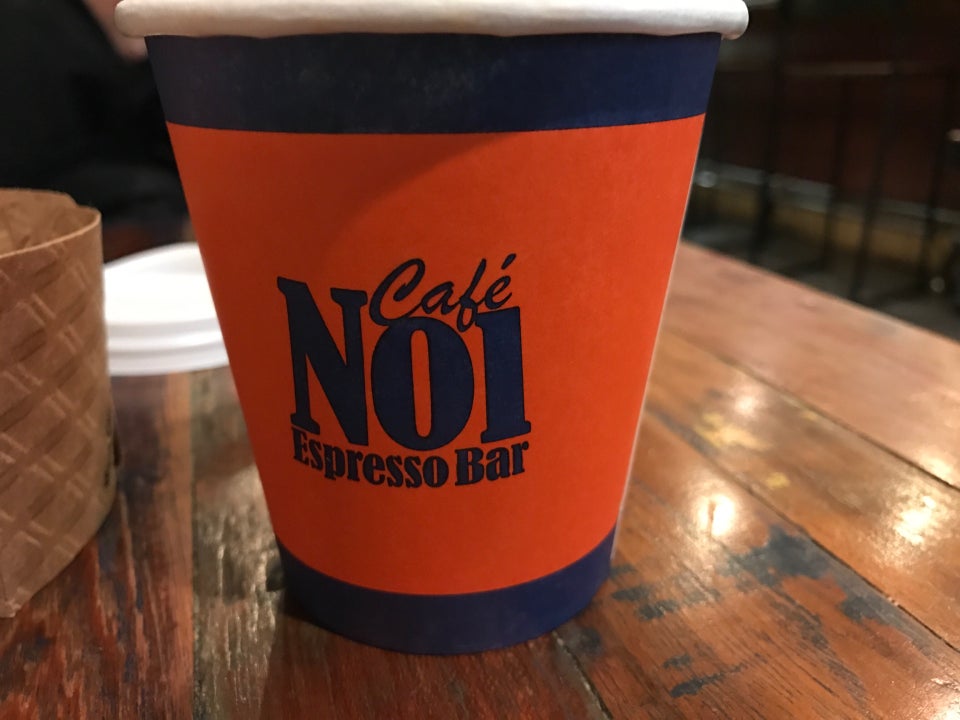 Café
NO1
Espresso Bar